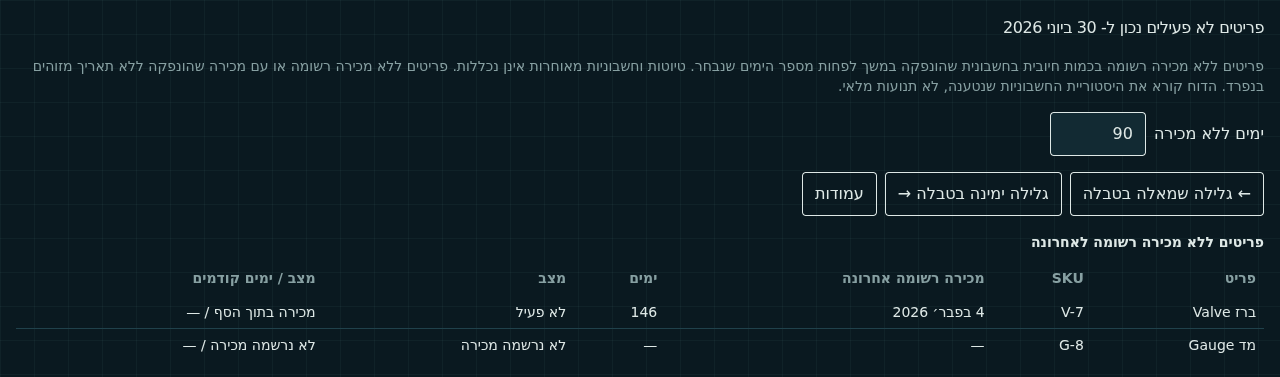 פריטים לא פעילים נכון ל- 30 ביוני 2026
פריטים ללא מכירה רשומה בכמות חיובית בחשבונית שהונפקה במשך לפחות מספר הימים שנבחר. טיוטות וחשבוניות מאוחרות אינן נכללות. פריטים ללא מכירה רשומה או עם מכירה שהונפקה ללא תאריך מזוהים
בנפרד. הדוח קורא את היסטוריית החשבוניות שנטענה, לא תנועות מלאי.
ימים ללא מכירה 90
← גלילה שמאלה בטבלה גלילה ימינה בטבלה → עמודות
פריטים ללא מכירה רשומה לאחרונה
פריט SKU מכירה רשומה אחרונה ימים מצב מצב / ימים קודמים
ברז Valve V-7 4 בפבר׳ 2026 146 לא פעיל מכירה בתוך הסף / —
מד Gauge G-8 — — לא נרשמה מכירה לא נרשמה מכירה / —